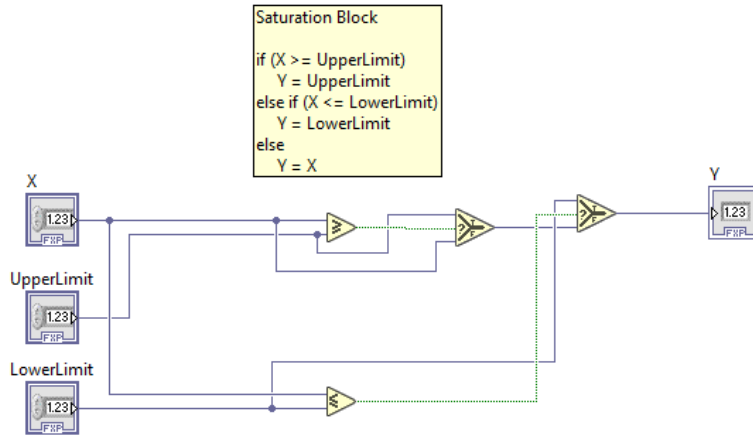 Saturation Block
if (X >= UpperLimit)
Y = UpperLimit
else if (X <= LowerLimit)
Y = LowerLimit
else
Y = X
X
1.23
FXP
UpperLimit
1.23
FXP
LowerLimit
1.23
FXP
≥
≤
?
T
F
?
T
F
Y
1.23
FXP